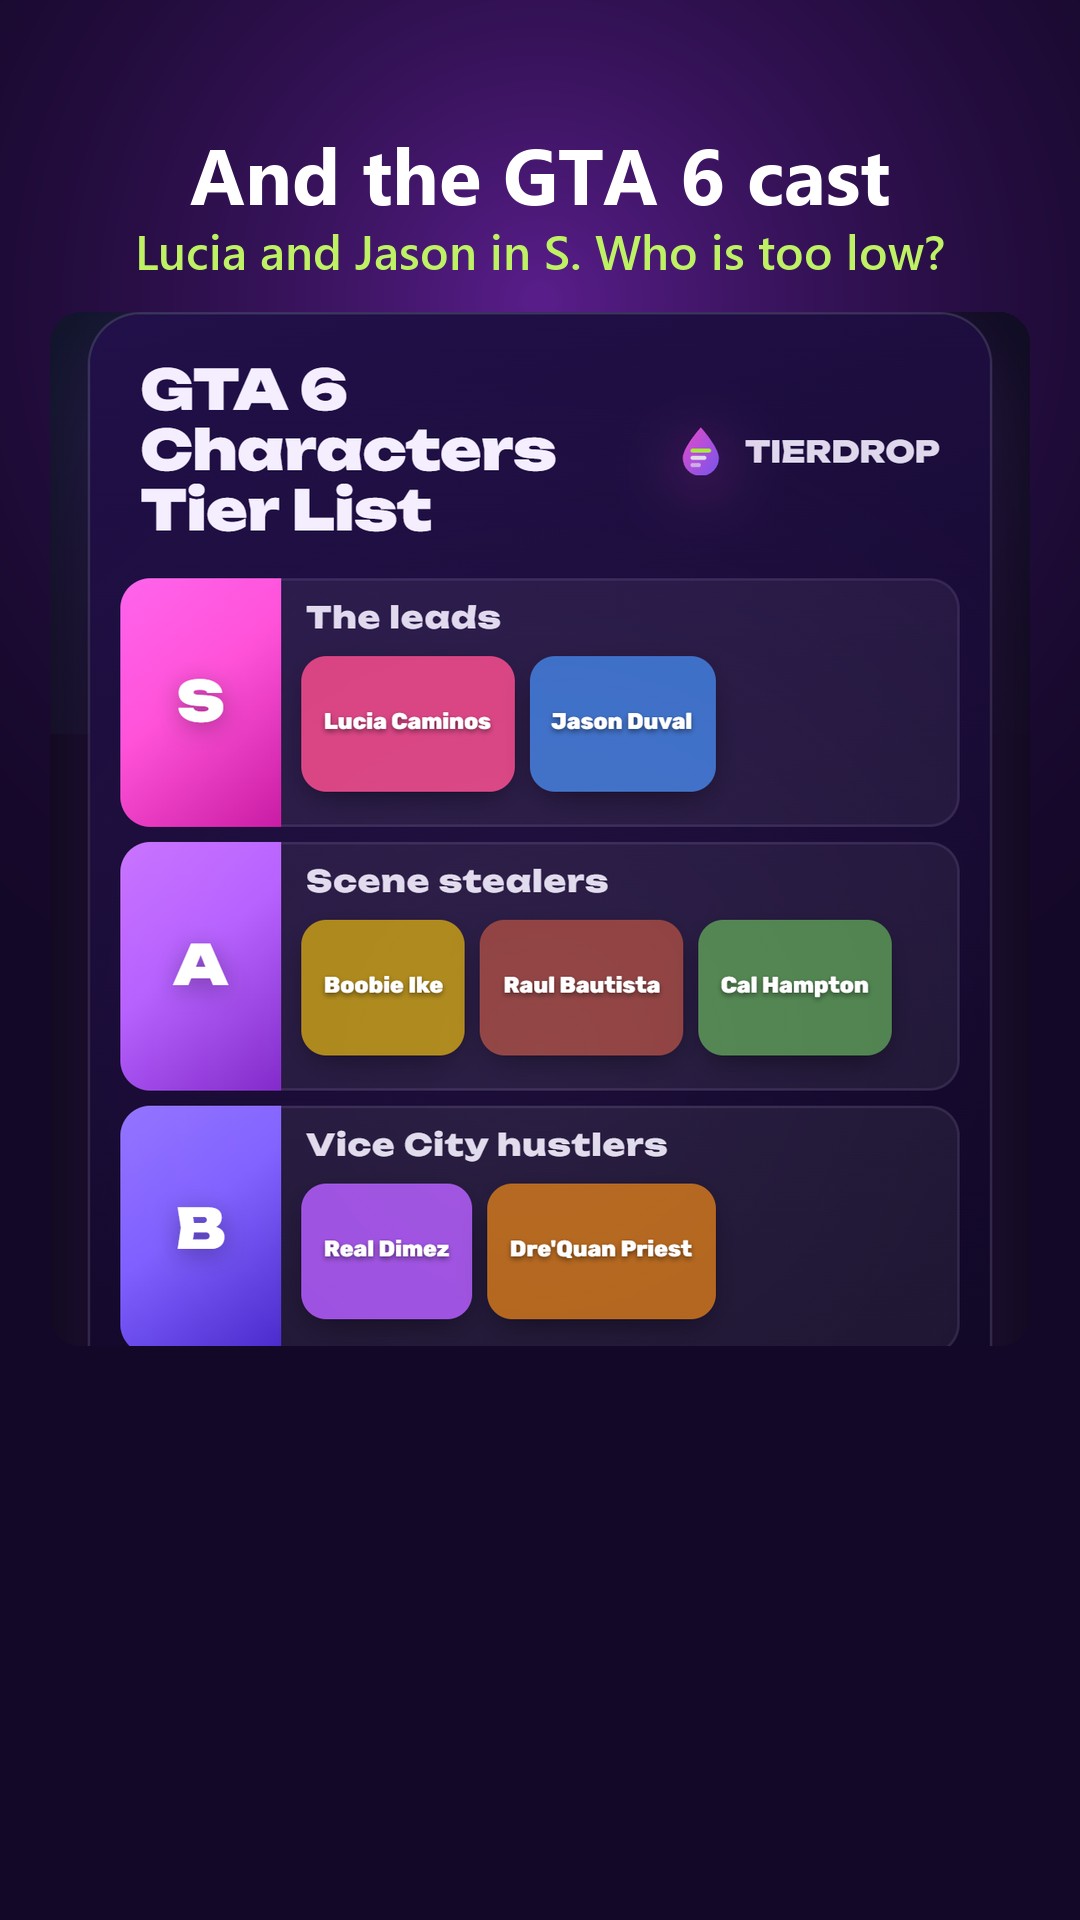 And the GTA 6 cast
Lucia and Jason in S. Who is too low?
GTA 6
Characters
Tier List
TIERDROP
S
The leads
Lucia Caminos
Jason Duval
A
Scene stealers
Boobie Ike
Raul Bautista
Cal Hampton
B
Vice City hustlers
Real Dimez
Dre'Quan Priest